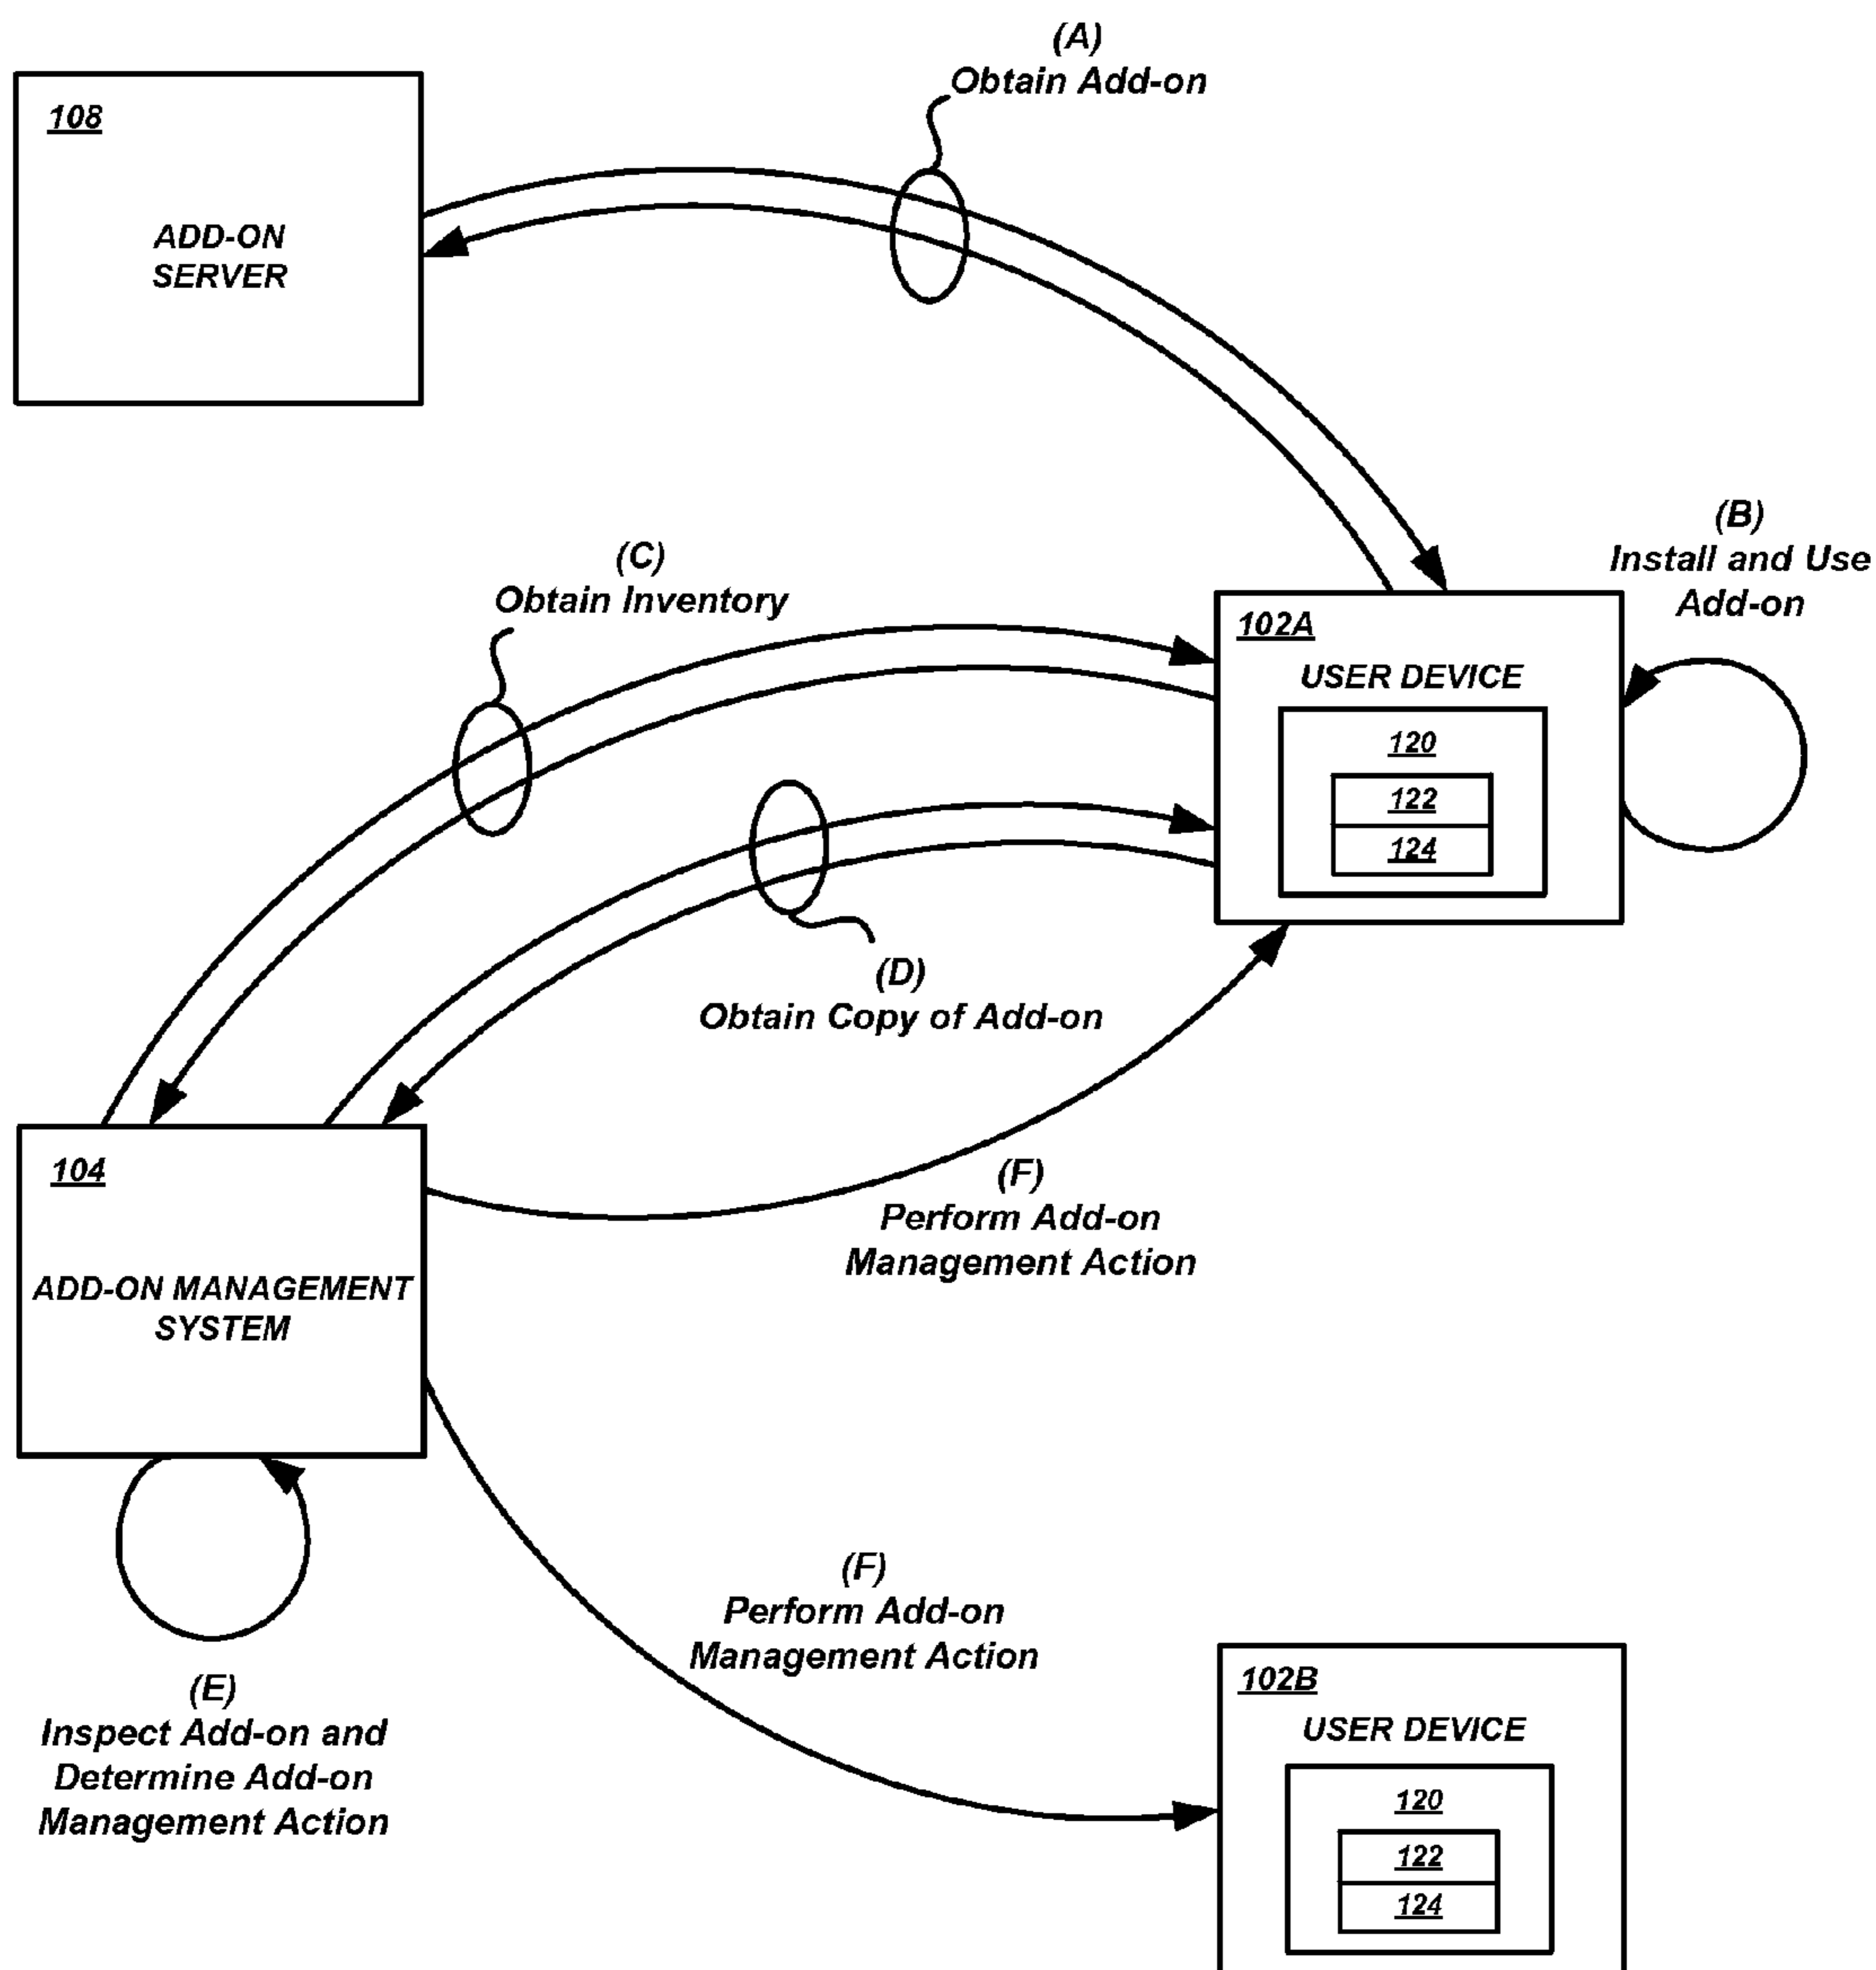 (A)
Obtain Add-on
108
ADD-ON
SERVER
(B)
Install and Use
Add-on
(C)
Obtain Inventory
102A
USER DEVICE
120
122
124
(D)
Obtain Copy of Add-on
104
ADD-ON MANAGEMENT
SYSTEM
(F)
Perform Add-on
Management Action
(F)
Perform Add-on
Management Action
(E)
Inspect Add-on and
Determine Add-on
Management Action
102B
USER DEVICE
120
122
124